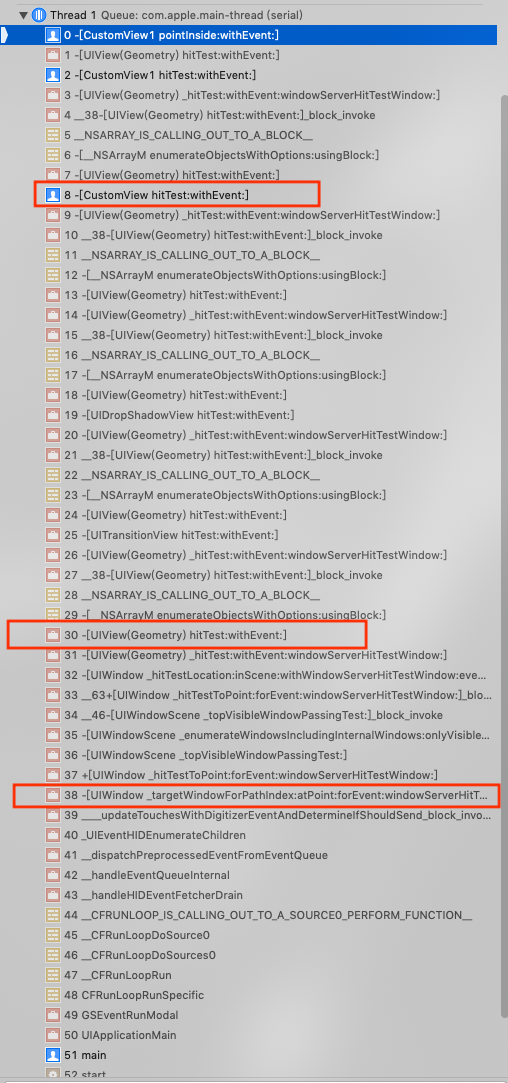 Thread 1 Queue: com.apple.main-thread (serial)
0 -[CustomView1 pointInside:withEvent:]
1 -[UIView(Geometry) hitTest:withEvent:]
2 -[CustomView1 hitTest:withEvent:]
3 -[UIView(Geometry) _hitTest:withEvent:windowServerHitTestWindow:]
4 __38-[UIView(Geometry) hitTest:withEvent:]_block_invoke
5 __NSARRAY_IS_CALLING_OUT_TO_A_BLOCK__
6 -[__NSArrayM enumerateObjectsWithOptions:usingBlock:]
7 -[UIView(Geometry) hitTest:withEvent:]
8 -[CustomView hitTest:withEvent:]
9 -[UIView(Geometry) _hitTest:withEvent:windowServerHitTestWindow:]
10 __38-[UIView(Geometry) hitTest:withEvent:]_block_invoke
11 __NSARRAY_IS_CALLING_OUT_TO_A_BLOCK__
12 -[__NSArrayM enumerateObjectsWithOptions:usingBlock:]
13 -[UIView(Geometry) hitTest:withEvent:]
14 -[UIView(Geometry) _hitTest:withEvent:windowServerHitTestWindow:]
15 __38-[UIView(Geometry) hitTest:withEvent:]_block_invoke
16 __NSARRAY_IS_CALLING_OUT_TO_A_BLOCK__
17 -[__NSArrayM enumerateObjectsWithOptions:usingBlock:]
18 -[UIView(Geometry) hitTest:withEvent:]
19 -[UIDropShadowView hitTest:withEvent:]
20 -[UIView(Geometry) _hitTest:withEvent:windowServerHitTestWindow:]
21 __38-[UIView(Geometry) hitTest:withEvent:]_block_invoke
22 __NSARRAY_IS_CALLING_OUT_TO_A_BLOCK__
23 -[__NSArrayM enumerateObjectsWithOptions:usingBlock:]
24 -[UIView(Geometry) hitTest:withEvent:]
25 -[UITransitionView hitTest:withEvent:]
26 -[UIView(Geometry) _hitTest:withEvent:windowServerHitTestWindow:]
27 __38-[UIView(Geometry) hitTest:withEvent:]_block_invoke
28 __NSARRAY_IS_CALLING_OUT_TO_A_BLOCK__
29 -[__NSArrayM enumerateObjectsWithOptions:usingBlock:]
30 -[UIView(Geometry) hitTest:withEvent:]
31 -[UIView(Geometry) _hitTest:withEvent:windowServerHitTestWindow:]
32 -[UIWindow _hitTestLocation:inScene:withWindowServerHitTestWindow:eve...
33 __63+[UIWindow _hitTestToPoint:forEvent:windowServerHitTestWindow:]_blo...
34 __46-[UIWindowScene _topVisibleWindowPassingTest:]_block_invoke
35 -[UIWindowScene _enumerateWindowsIncludingInternalWindows:onlyVisible...
36 -[UIWindowScene _topVisibleWindowPassingTest:]
37 +[UIWindow _hitTestToPoint:forEvent:windowServerHitTestWindow:]
38 -[UIWindow _targetWindowForPathIndex:atPoint:forEvent:windowServerHitT...
39 ____updateTouchesWithDigitizerEventAndDetermineIfShouldSend_block_invo...
40 _UIEventHIDEnumerateChildren
41 __dispatchPreprocessedEventFromEventQueue
42 __handleEventQueueInternal
43 __handleHIDEventFetcherDrain
44 __CFRUNLOOP_IS_CALLING_OUT_TO_A_SOURCE0_PERFORM_FUNCTION__
45 __CFRunLoopDoSource0
46 __CFRunLoopDoSources0
47 __CFRunLoopRun
48 CFRunLoopRunSpecific
49 GSEventRunModal
50 UIApplicationMain
51 main
52 start